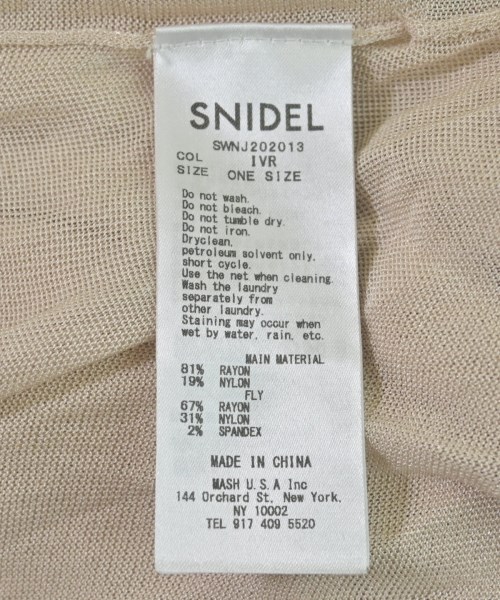 SNIDEL
SWNJ202013
COL IVR
SIZE ONE SIZE
Do not wash.
Do not bleach.
Do not tumble dry.
Do not iron.
Dryclean,
petroleum solvent only,
short cycle.
Use the net when cleaning.
Wash the laundry
separately from
other laundry.
Staining may occur when
wet by water, rain, etc.
MAIN MATERIAL
81% RAYON
19% NYLON
FLY
67% RAYON
31% NYLON
2% SPANDEX
MADE IN CHINA
MASH U.S.A Inc
144 Orchard St, New York.
NY 10002
TEL 917 409 5520